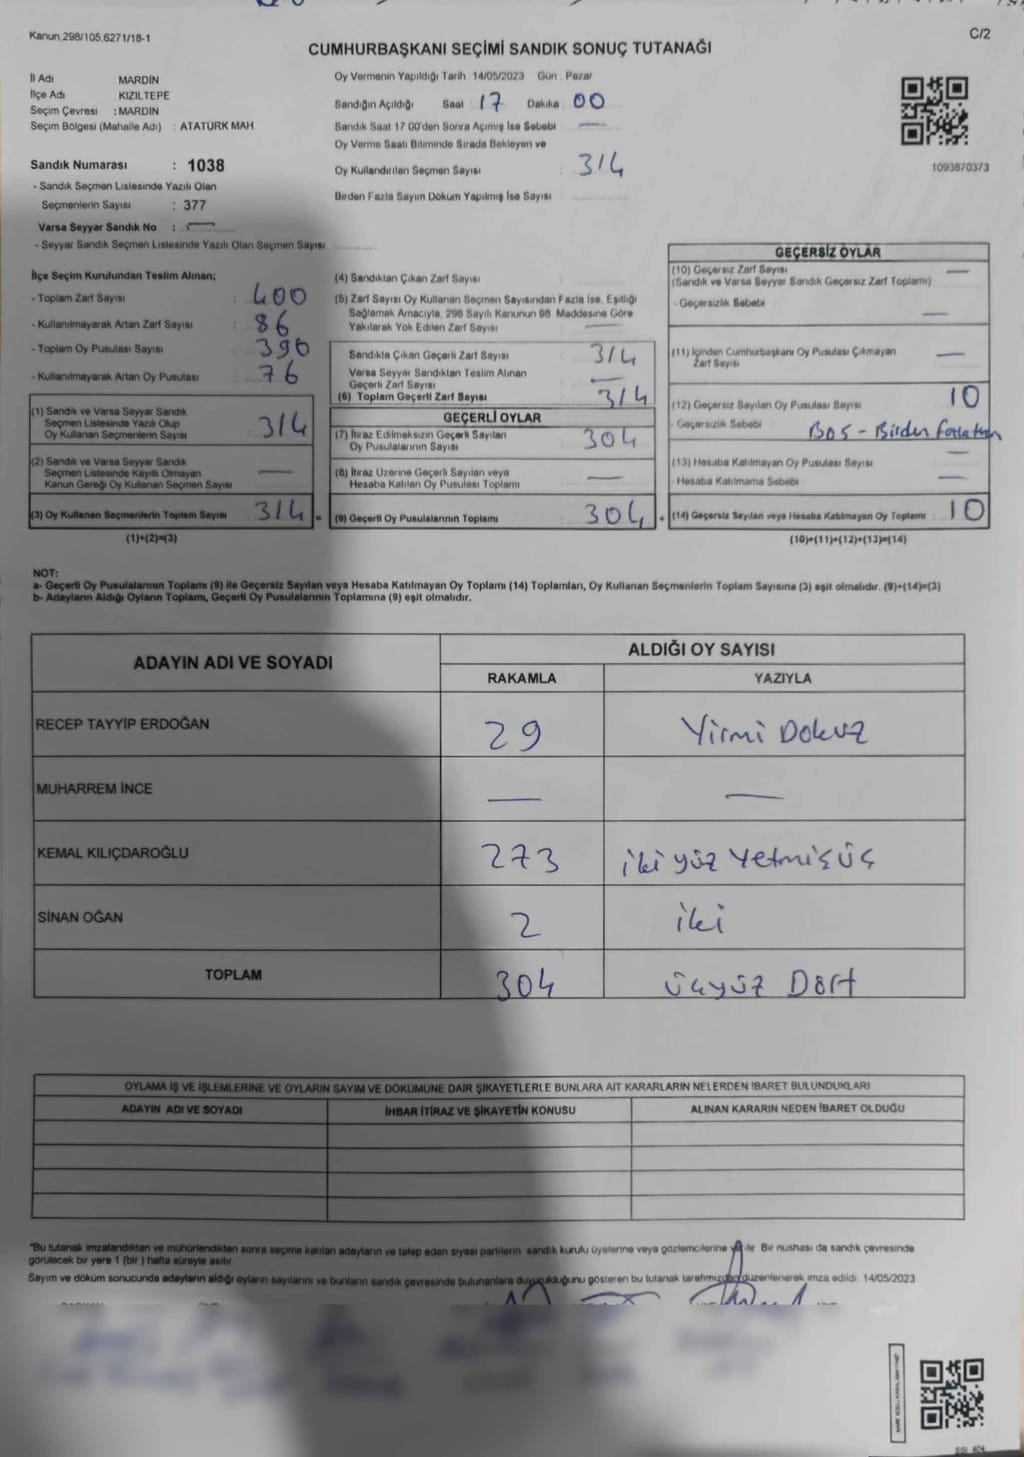 Kanun.298/105,6271/18-1
C/2
CUMHURBAŞKANI SEÇİMİ SANDIK SONUÇ TUTANAĞI
İl Adı : MARDİN
İlçe Adı : KIZILTEPE
Seçim Çevresi : MARDİN
Seçim Bölgesi (Mahalle Adı) : ATATÜRK MAH.
Sandık Numarası : 1038
- Sandık Seçmen Listesinde Yazılı Olan
Seçmenlerin Sayısı : 377
Varsa Seyyar Sandık No : —
- Seyyar Sandık Seçmen Listesinde Yazılı Olan Seçmen Sayısı
Oy Vermenin Yapıldığı Tarih 14/05/2023 Gün : Pazar
Sandığın Açıldığı Saat 17 Dakika 00
Sandık Saat 17 00'den Sonra Açılmış İse Sebebi : —
Oy Verme Saati Bitiminde Sırada Bekleyen ve
Oy Kullandırılan Seçmen Sayısı : 314
Birden Fazla Sayım Döküm Yapılmış İse Sayısı :
1093870373
İlçe Seçim Kurulundan Teslim Alınan;
- Toplam Zarf Sayısı : 400
- Kullanılmayarak Artan Zarf Sayısı : 86
- Toplam Oy Pusulası Sayısı : 390
- Kullanılmayarak Artan Oy Pusulası : 76
(1) Sandık ve Varsa Seyyar Sandık
Seçmen Listesinde Yazılı Olup
Oy Kullanan Seçmenlerin Sayısı 314
(2) Sandık ve Varsa Seyyar Sandık
Seçmen Listesinde Kayıtlı Olmayan
Kanun Gereği Oy Kullanan Seçmen Sayısı —
(3) Oy Kullanan Seçmenlerin Toplam Sayısı 314 =
(1)+(2)=(3)
(4) Sandıktan Çıkan Zarf Sayısı :
(5) Zarf Sayısı Oy Kullanan Seçmen Sayısından Fazla İse, Eşitliği
Sağlamak Amacıyla, 298 Sayılı Kanunun 98. Maddesine Göre
Yakılarak Yok Edilen Zarf Sayısı —
Sandıkta Çıkan Geçerli Zarf Sayısı 314
Varsa Seyyar Sandıktan Teslim Alınan
Geçerli Zarf Sayısı —
(6) Toplam Geçerli Zarf Sayısı 314
GEÇERLİ OYLAR
(7) İtiraz Edilmeksizin Geçerli Sayılan
Oy Pusulalarının Sayısı 304
(8) İtiraz Üzerine Geçerli Sayılan veya
Hesaba Katılan Oy Pusulası Toplamı —
(9) Geçerli Oy Pusulalarının Toplamı 304 +
GEÇERSİZ OYLAR
(10) Geçersiz Zarf Sayısı —
(Sandık ve Varsa Seyyar Sandık Geçersiz Zarf Toplamı)
- Geçersizlik Sebebi —
(11) İçinden Cumhurbaşkanı Oy Pusulası Çıkmayan
Zarf Sayısı —
(12) Geçersiz Sayılan Oy Pusulası Sayısı 10
- Geçersizlik Sebebi BOŞ - Birden fazla
(13) Hesaba Katılmayan Oy Pusulası Sayısı —
- Hesaba Katılmama Sebebi —
(14) Geçersiz Sayılan veya Hesaba Katılmayan Oy Toplamı : 10
(10)+(11)+(12)+(13)=(14)
NOT:
a- Geçerli Oy Pusulalarının Toplamı (9) ile Geçersiz Sayılan veya Hesaba Katılmayan Oy Toplamı (14) Toplamları, Oy Kullanan Seçmenlerin Toplam Sayısına (3) eşit olmalıdır. (9)+(14)=(3)
b- Adayların Aldığı Oyların Toplamı, Geçerli Oy Pusulalarının Toplamına (9) eşit olmalıdır.
ADAYIN ADI VE SOYADI
ALDIĞI OY SAYISI
RAKAMLA YAZIYLA
RECEP TAYYİP ERDOĞAN 29 Yirmi Dokuz
MUHARREM İNCE — —
KEMAL KILIÇDAROĞLU 273 iki yüz Yetmişüç
SİNAN OĞAN 2 iki
TOPLAM 304 üçyüz Dört
OYLAMA İŞ VE İŞLEMLERİNE VE OYLARIN SAYIM VE DÖKÜMÜNE DAİR ŞİKAYETLERLE BUNLARA AİT KARARLARIN NELERDEN İBARET BULUNDUKLARI
ADAYIN ADI VE SOYADI İHBAR İTİRAZ VE ŞİKAYETİN KONUSU ALINAN KARARIN NEDEN İBARET OLDUĞU
"Bu tutanak imzalandıktan ve mühürlendikten sonra seçime katılan adayların ve talep eden siyasi partilerin sandık kurulu üyelerine veya gözlemcilerine verilir. Bir nüshası da sandık çevresinde
görülecek bir yere 1 (bir ) hafta süreyle asılır
Sayım ve döküm sonucunda adayların aldığı oyların sayılarını ve bunların sandık çevresinde bulunanlara duyurulduğunu gösteren bu tutanak tarafımızdan düzenlenerek imza edildi. 14/05/2023